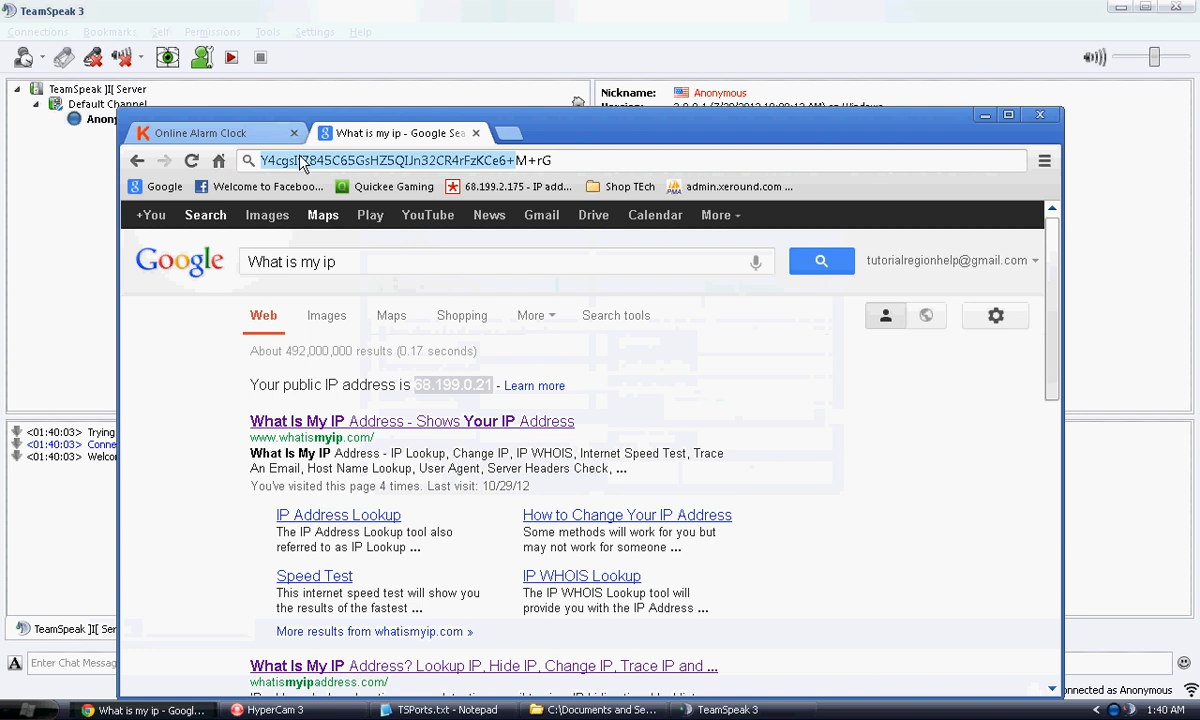 TeamSpeak 3
Connections Bookmarks Self Permissions Tools Settings Help
TeamSpeak ]I[ Server
Default Channel
Anony
Nickname: Anonymous
Online Alarm Clock
What is my ip - Google Sea
M+rG
Google
Welcome to Faceboo...
Quickee Gaming
68.199.2.175 - IP add...
Shop TEch
admin.xeround.com ...
+You Search Images Maps Play YouTube News Gmail Drive Calendar More
Google
What is my ip
tutorialregionhelp@gmail.com
Web Images Maps Shopping More Search tools
About 492,000,000 results (0.17 seconds)
Your public IP address is 68.199.0.21 - Learn more
What Is My IP Address - Shows Your IP Address
www.whatismyip.com/
What Is My IP Address - IP Lookup, Change IP, IP WHOIS, Internet Speed Test, Trace
An Email, Host Name Lookup, User Agent, Server Headers Check, ...
You've visited this page 4 times. Last visit: 10/29/12
IP Address Lookup
The IP Address Lookup tool also
referred to as IP Lookup ...
How to Change Your IP Address
Some methods will work for you but
may not work for someone ...
Speed Test
This internet speed test will show you
the results of the fastest ...
IP WHOIS Lookup
The IP WHOIS Lookup tool will
provide you with the IP Address ...
More results from whatismyip.com »
What Is My IP Address? Lookup IP, Hide IP, Change IP, Trace IP and ...
whatismyipaddress.com/
<01:40:03> Trying
<01:40:03> Conne
<01:40:03> Welco
TeamSpeak ]I[ Ser
Enter Chat Messag
onnected as Anonymous
What is my ip - Googl...
HyperCam 3
TSPorts.txt - Notepad
C:\Documents and Se...
TeamSpeak 3
1:40 AM